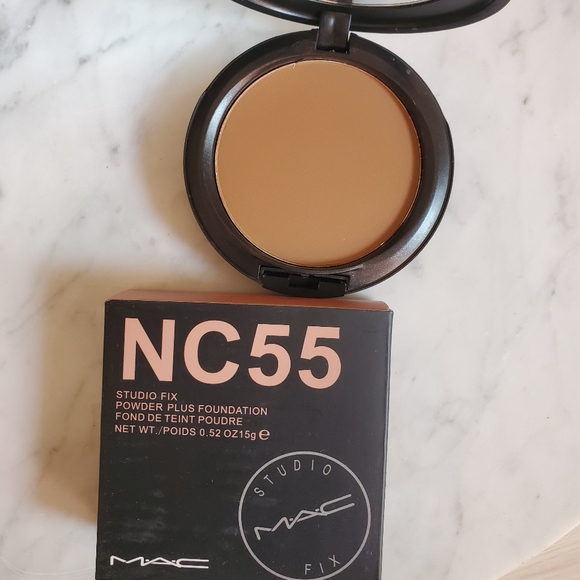 NC55
STUDIO FIX
POWDER PLUS FOUNDATION
FOND DE TEINT POUDRE
NET WT./POIDS 0.52 OZ15g℮
STUDIO
M·A·C
FIX
M·A·C